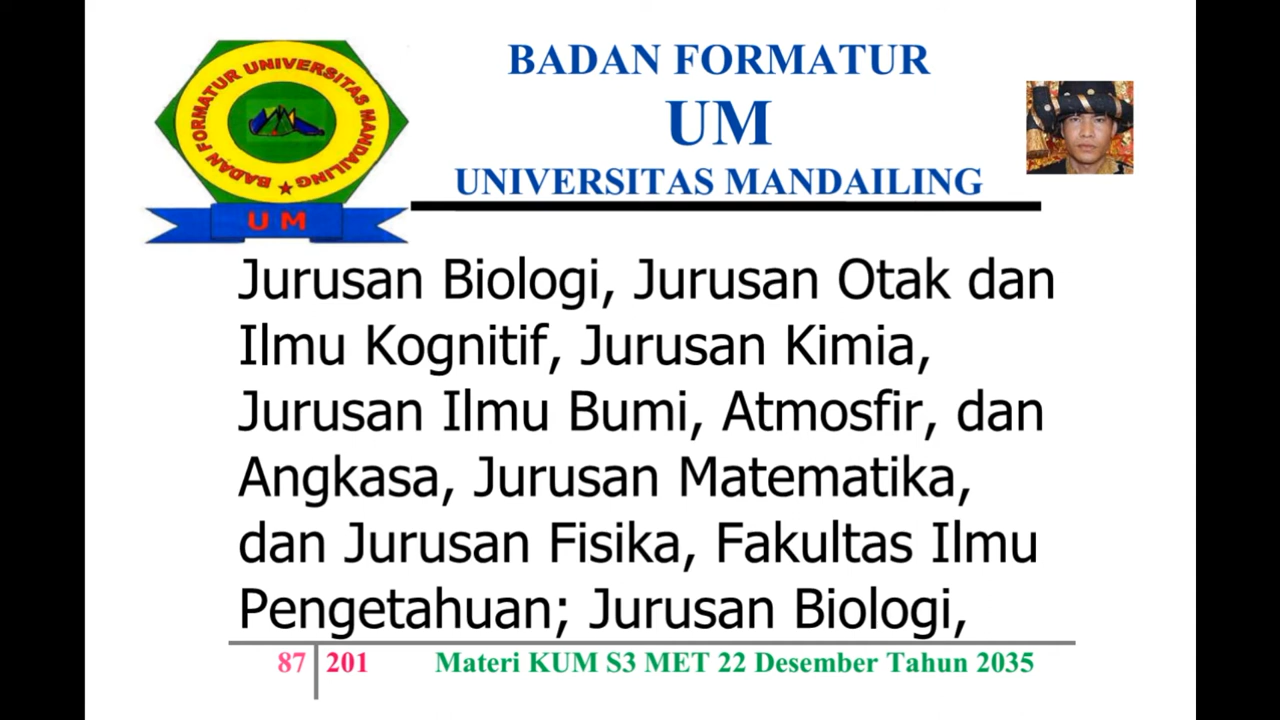 BADAN FORMATUR UNIVERSITAS MANDAILING
U M
BADAN FORMATUR
UM
UNIVERSITAS MANDAILING
Jurusan Biologi, Jurusan Otak dan
Ilmu Kognitif, Jurusan Kimia,
Jurusan Ilmu Bumi, Atmosfir, dan
Angkasa, Jurusan Matematika,
dan Jurusan Fisika, Fakultas Ilmu
Pengetahuan; Jurusan Biologi,
87 201 Materi KUM S3 MET 22 Desember Tahun 2035